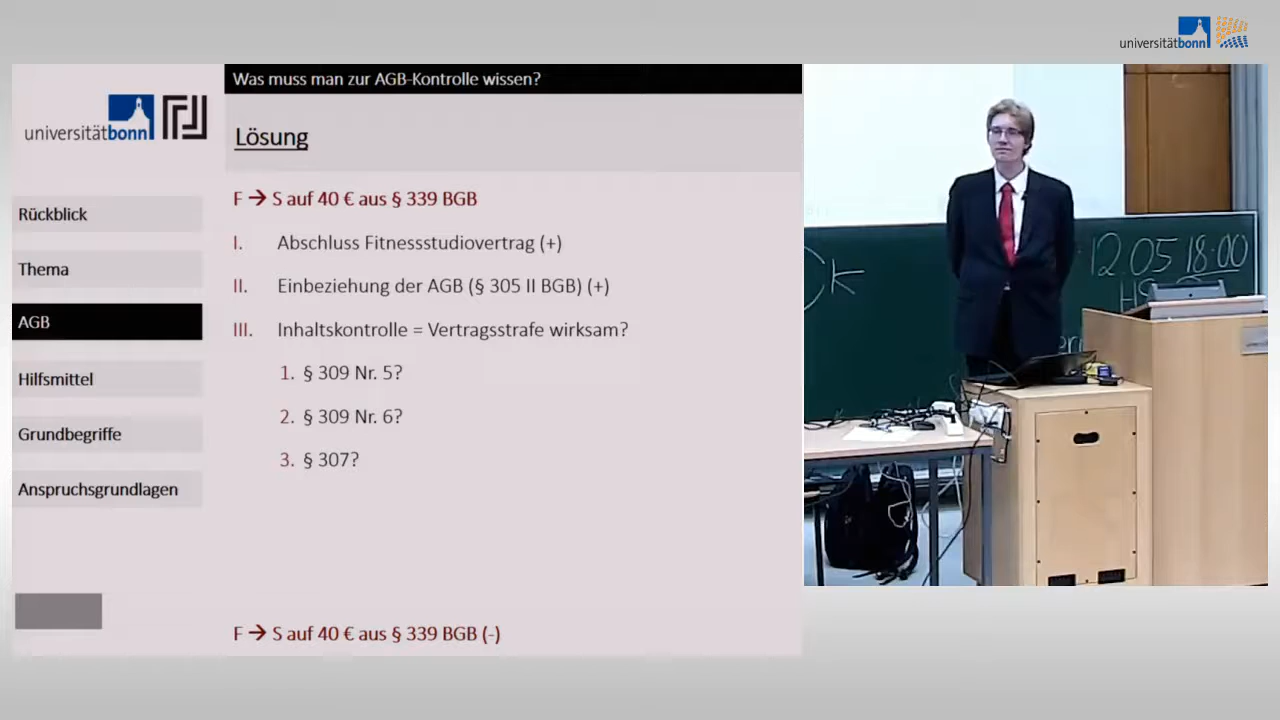 universitätbonn
Was muss man zur AGB-Kontrolle wissen?
universitätbonn
Lösung
Rückblick
Thema
AGB
Hilfsmittel
Grundbegriffe
Anspruchsgrundlagen
F → S auf 40 € aus § 339 BGB
I. Abschluss Fitnessstudiovertrag (+)
II. Einbeziehung der AGB (§ 305 II BGB) (+)
III. Inhaltskontrolle = Vertragsstrafe wirksam?
1. § 309 Nr. 5?
2. § 309 Nr. 6?
3. § 307?
F → S auf 40 € aus § 339 BGB (-)
12.05 18:00